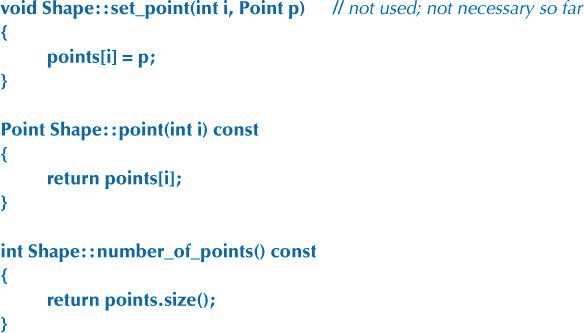 void Shape::set_point(int i, Point p) // not used; not necessary so far
{
points[i] = p;
}
Point Shape::point(int i) const
{
return points[i];
}
int Shape::number_of_points() const
{
return points.size();
}